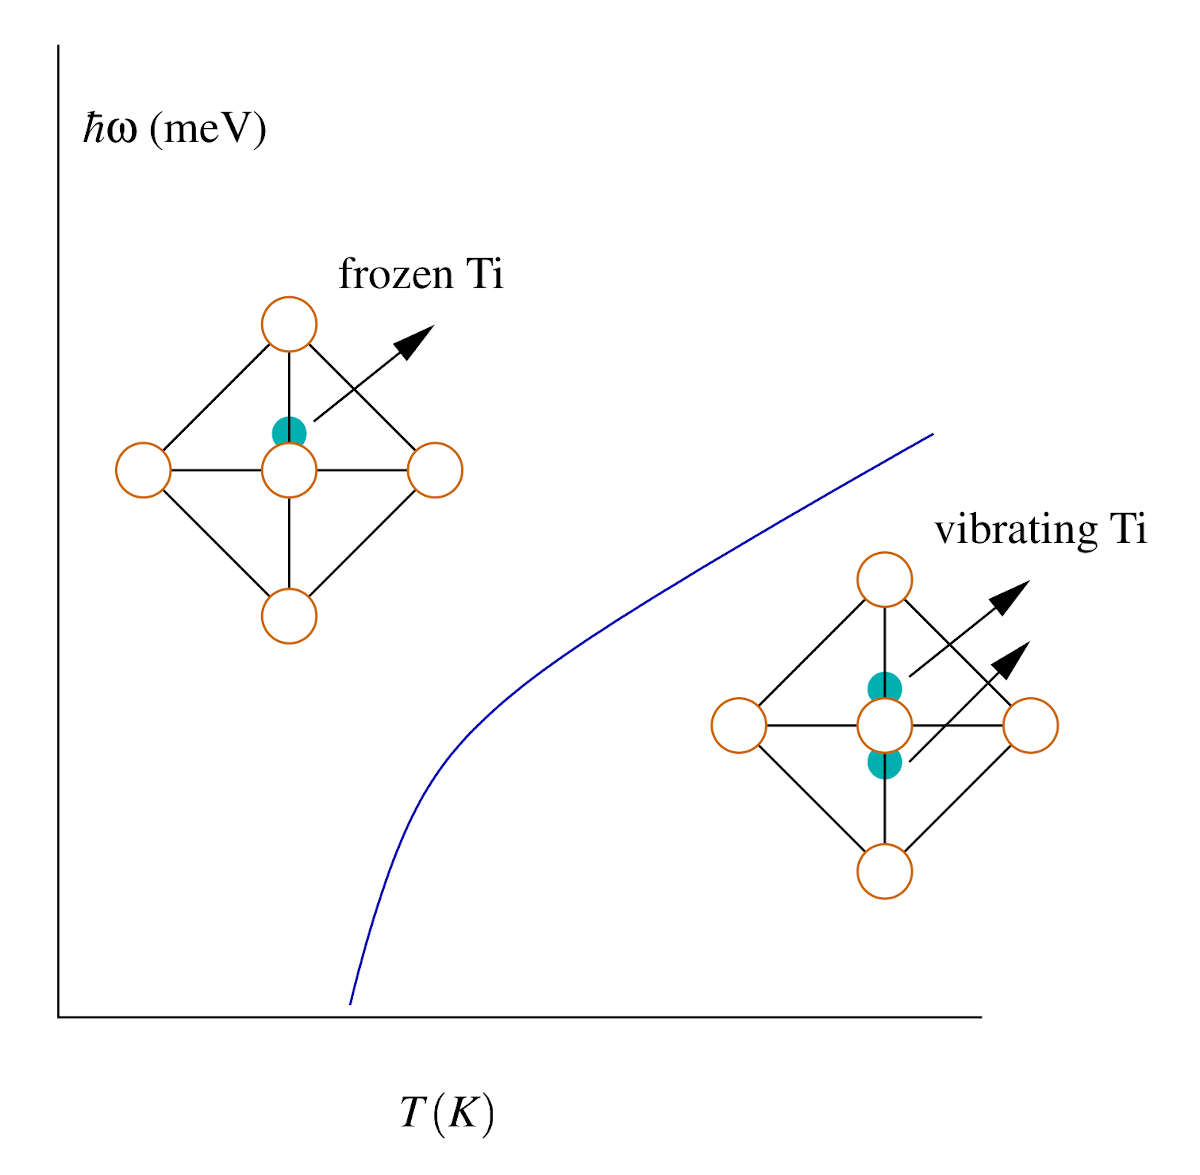 ħω (meV)
frozen Ti
vibrating Ti
T(K)